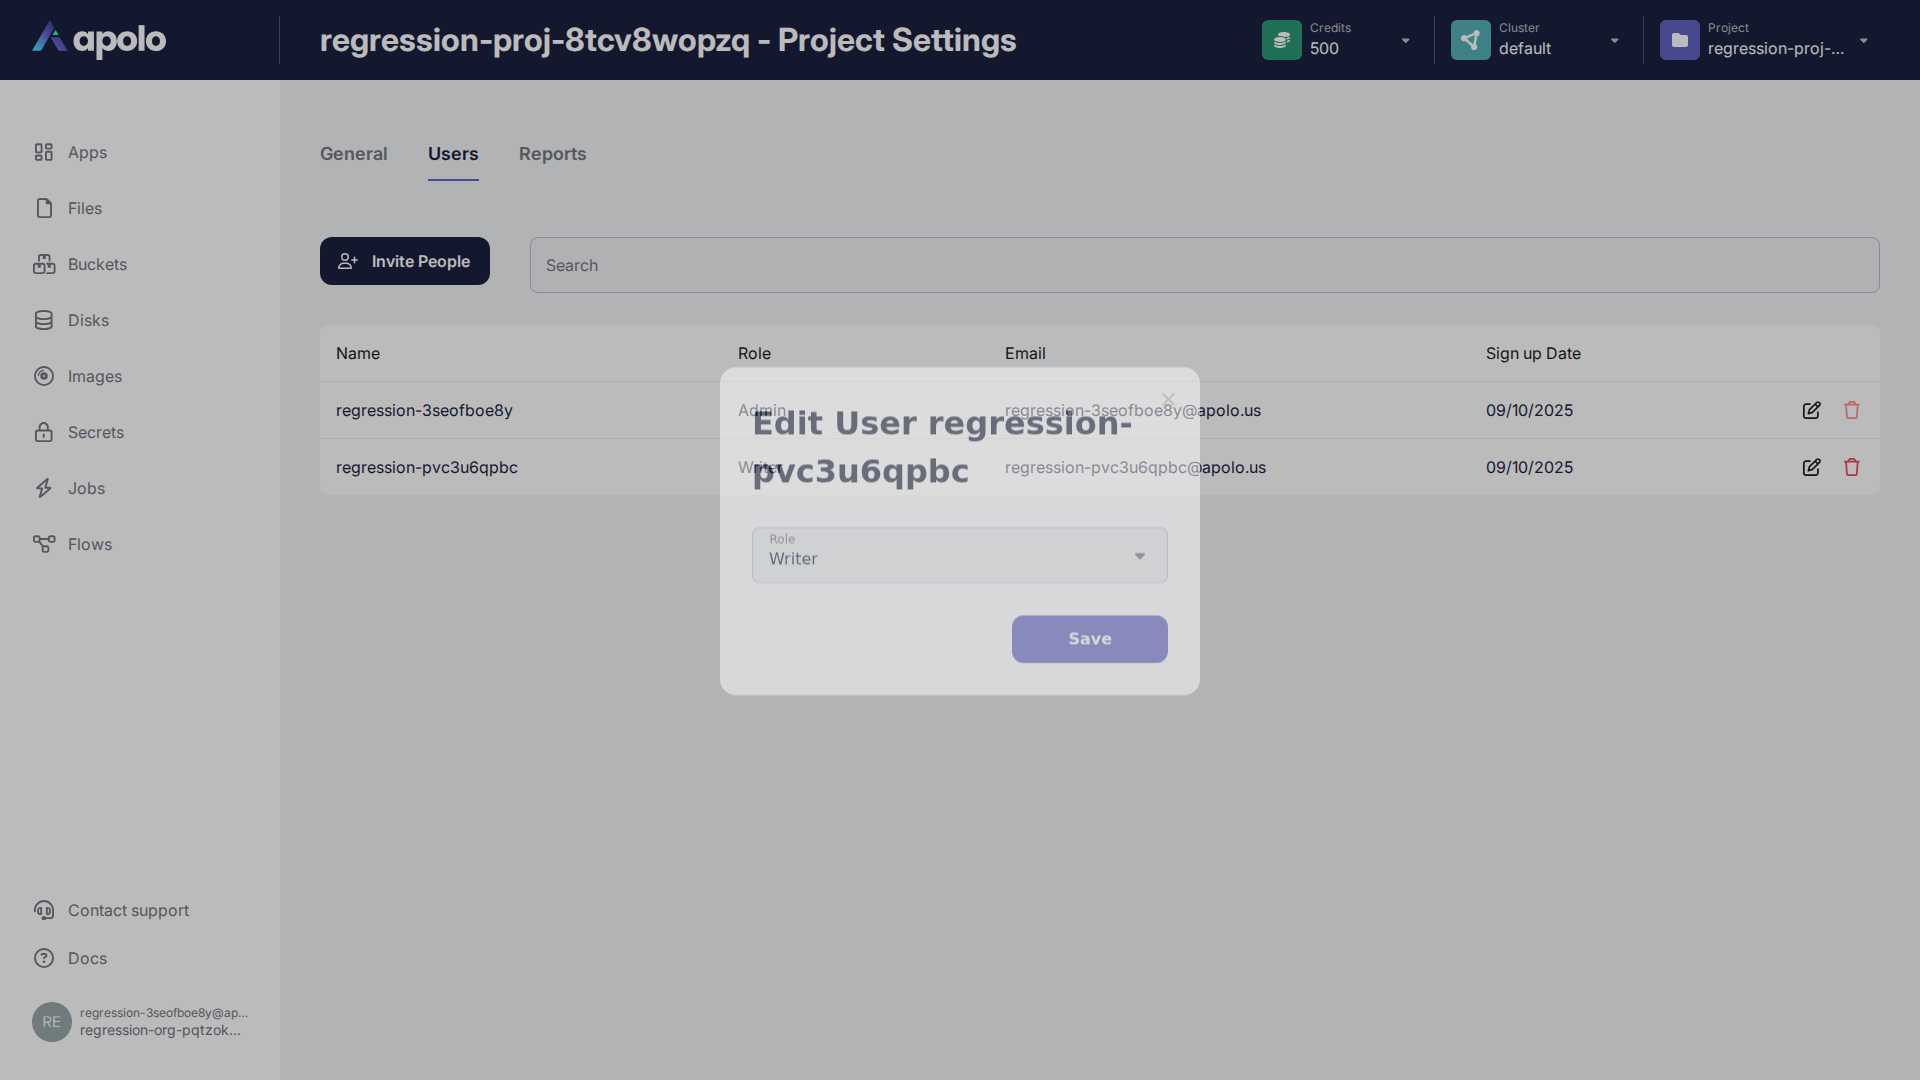 apolo
regression-proj-8tcv8wopzq - Project Settings
Credits
500
Cluster
default
Project
regression-proj-...
Apps
Files
Buckets
Disks
Images
Secrets
Jobs
Flows
Contact support
Docs
RE
regression-3seofboe8y@ap...
regression-org-pqtzok...
General
Users
Reports
Invite People
Search
Name
Role
Email
Sign up Date
regression-3seofboe8y
Admin
regression-3seofboe8y@apolo.us
09/10/2025
regression-pvc3u6qpbc
Writer
regression-pvc3u6qpbc@apolo.us
09/10/2025
Edit User regression-
pvc3u6qpbc
Role
Writer
Save